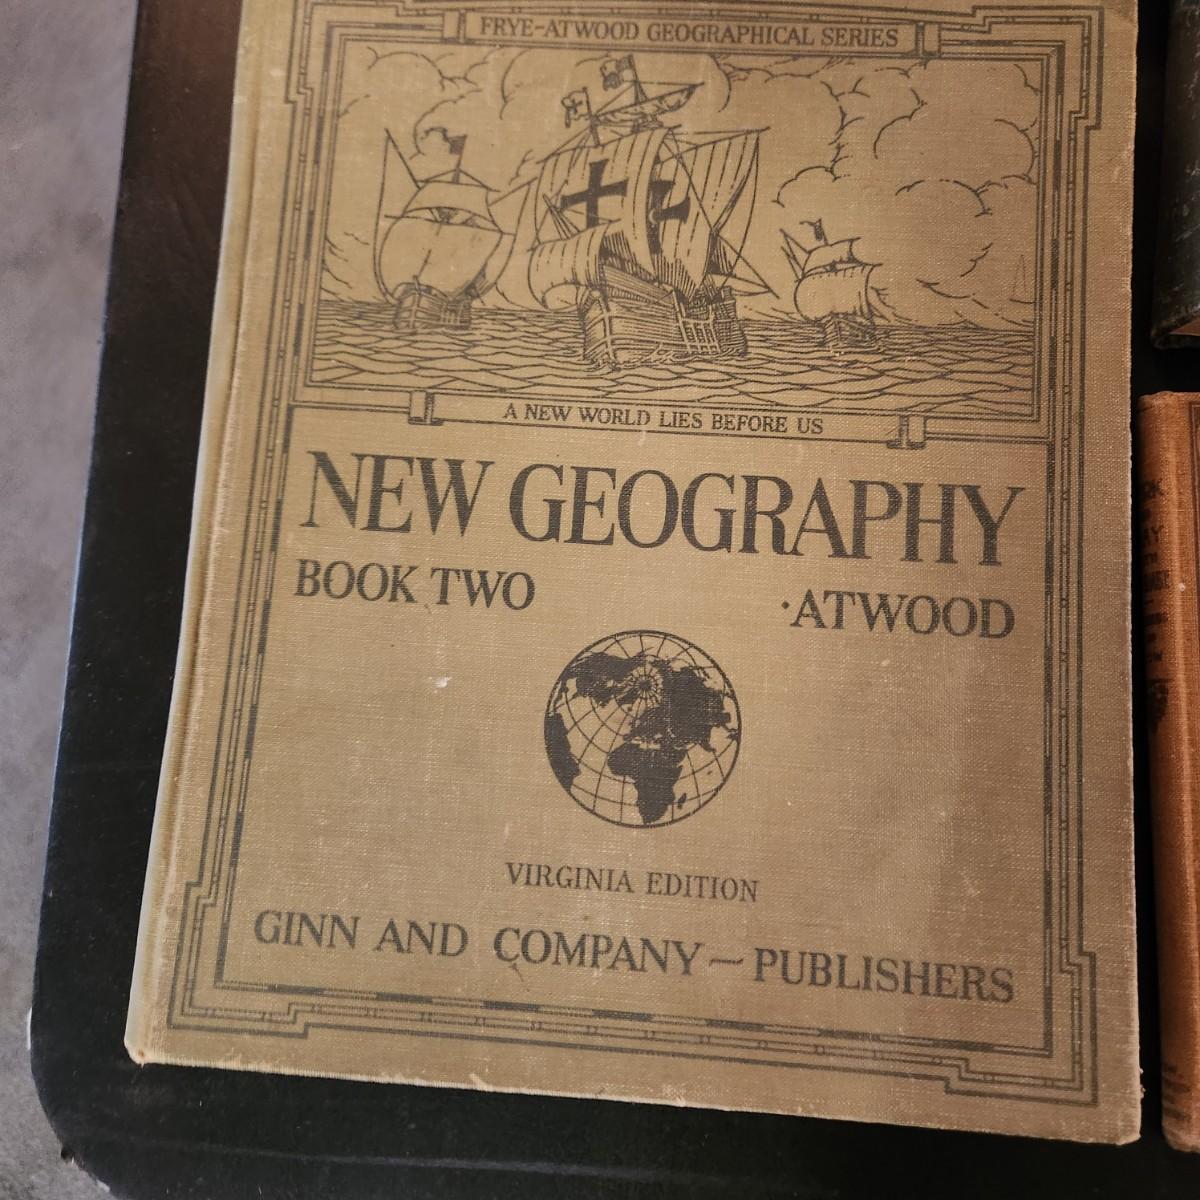 FRYE-ATWOOD GEOGRAPHICAL SERIES
A NEW WORLD LIES BEFORE US
NEW GEOGRAPHY
BOOK TWO
·ATWOOD
VIRGINIA EDITION
GINN AND COMPANY — PUBLISHERS